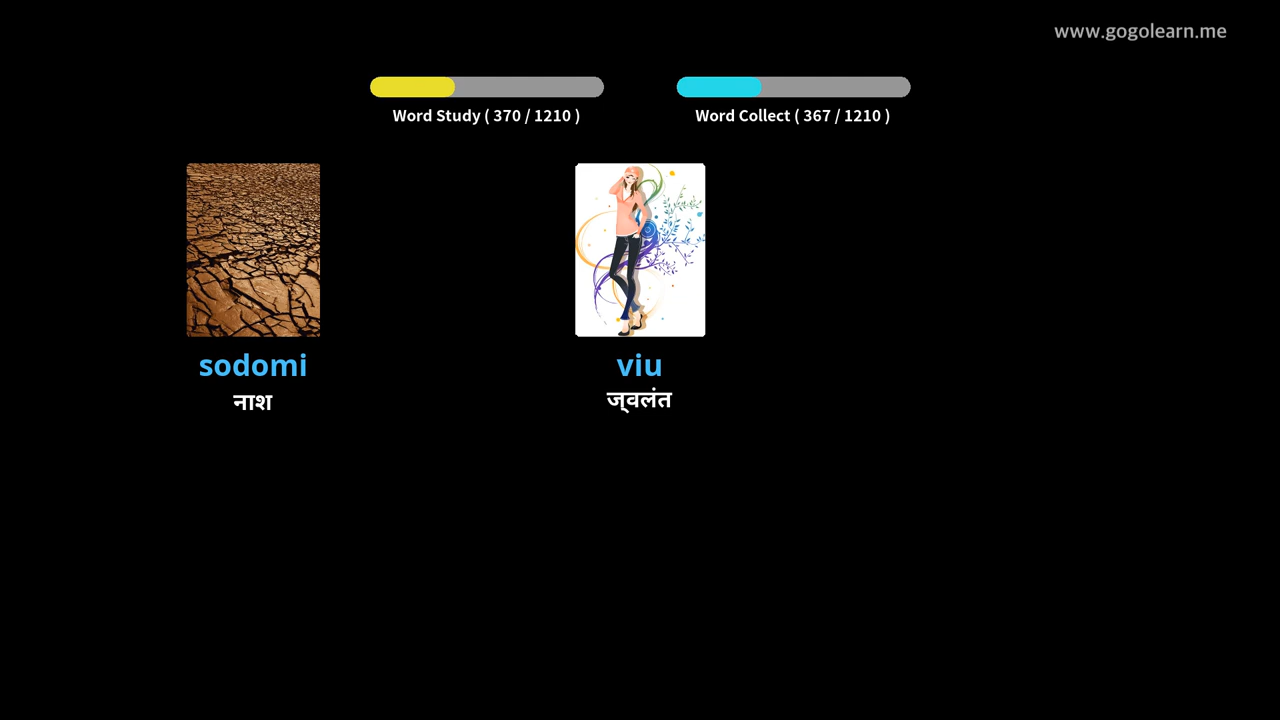 www.gogolearn.me
Word Study ( 370 / 1210 )
Word Collect ( 367 / 1210 )
sodomi
नाश
viu
ज्वलंत